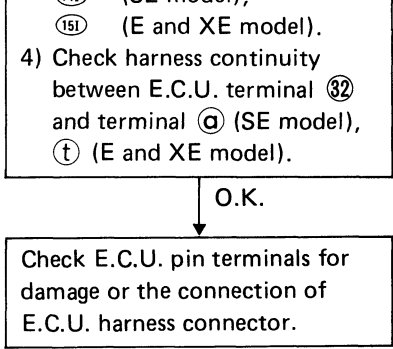 (SE model),
(15I) (E and XE model).
4) Check harness continuity
between E.C.U. terminal (32)
and terminal (a) (SE model),
(t) (E and XE model).
O.K.
Check E.C.U. pin terminals for
damage or the connection of
E.C.U. harness connector.